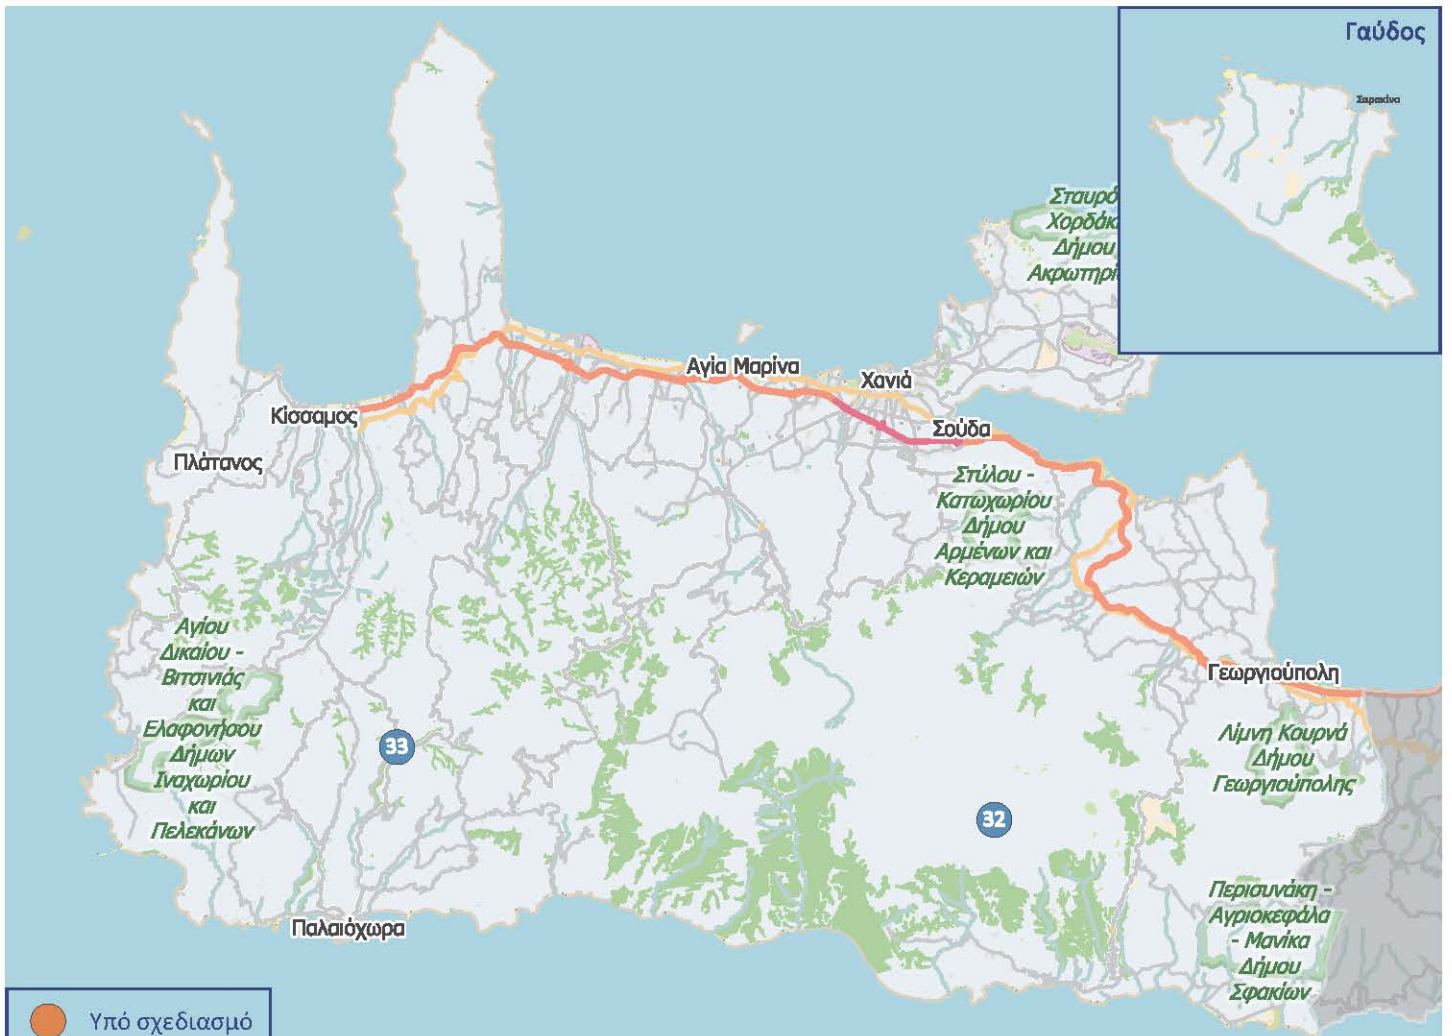 Γαύδος
Σαρακίνα
Σταυρό
Χορδάκ
Δήμου
Ακρωτηρί
Αγία Μαρίνα
Χανιά
Κίσσαμος
Σούδα
Πλάτανος
Στύλου -
Κατωχωρίου
Δήμου
Αρμένων και
Κεραμειών
Αγίου
Δικαίου -
Βιτσινιάς
και
Ελαφονήσου
Δήμων
Ιναχωρίου
και
Πελεκάνων
Γεωργιούπολη
33
Λίμνη Κουρνά
Δήμου
Γεωργιούπολης
32
Περισυνάκη -
Αγριοκεφάλα
- Μανίκα
Δήμου
Σφακίων
Παλαιόχωρα
Υπό σχεδιασμό